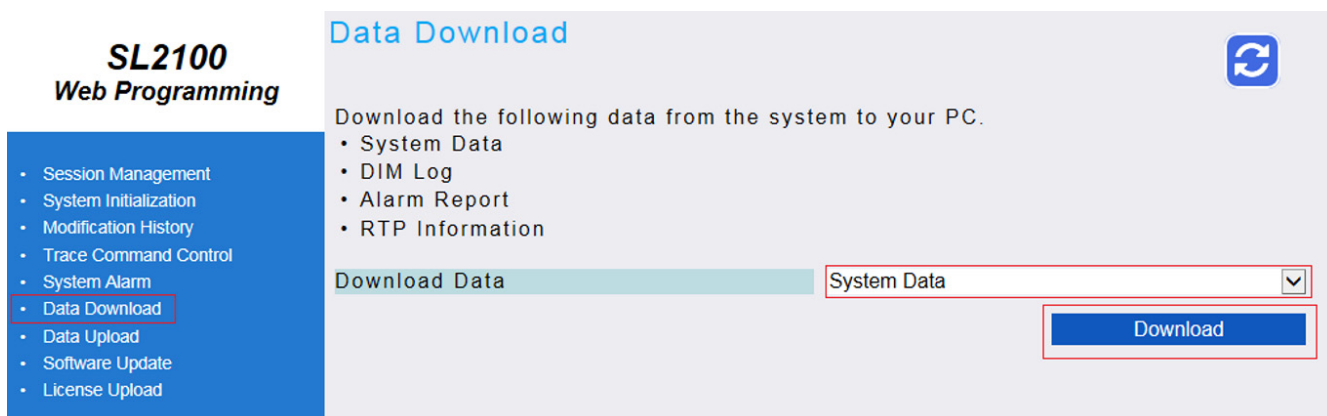 SL2100
Web Programming
• Session Management
• System Initialization
• Modification History
• Trace Command Control
• System Alarm
• Data Download
• Data Upload
• Software Update
• License Upload
Data Download
Download the following data from the system to your PC.
• System Data
• DIM Log
• Alarm Report
• RTP Information
Download Data System Data
Download